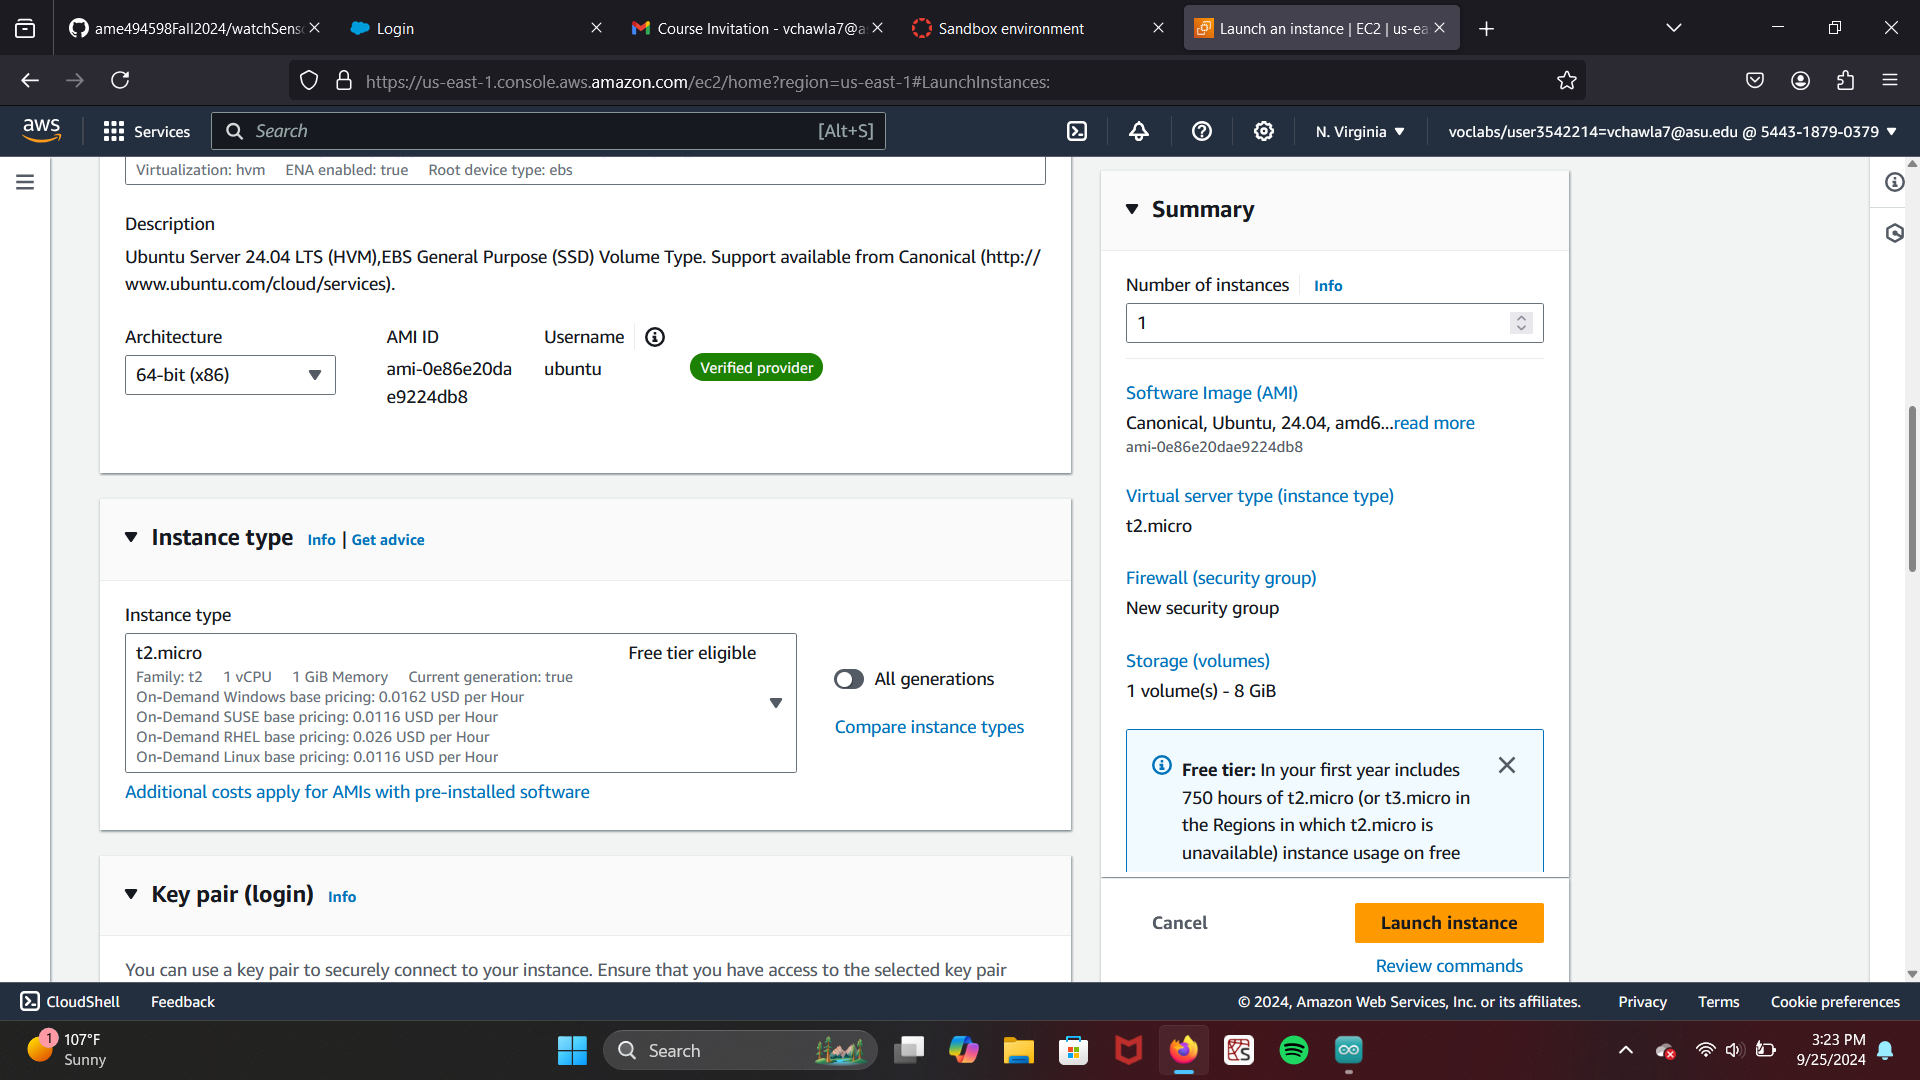 ame494598Fall2024/watchSens
Login
Course Invitation - vchawla7@a
Sandbox environment
Launch an instance | EC2 | us-ea
https://us-east-1.console.aws.amazon.com/ec2/home?region=us-east-1#LaunchInstances:
aws
Services
Search
[Alt+S]
N. Virginia
voclabs/user3542214=vchawla7@asu.edu @ 5443-1879-0379
Virtualization: hvm ENA enabled: true Root device type: ebs
Description
Ubuntu Server 24.04 LTS (HVM),EBS General Purpose (SSD) Volume Type. Support available from Canonical (http://
www.ubuntu.com/cloud/services).
Architecture
64-bit (x86)
AMI ID
ami-0e86e20da
e9224db8
Username
ubuntu
Verified provider
Instance type Info | Get advice
Instance type
t2.micro Free tier eligible
Family: t2 1 vCPU 1 GiB Memory Current generation: true
On-Demand Windows base pricing: 0.0162 USD per Hour
On-Demand SUSE base pricing: 0.0116 USD per Hour
On-Demand RHEL base pricing: 0.026 USD per Hour
On-Demand Linux base pricing: 0.0116 USD per Hour
All generations
Compare instance types
Additional costs apply for AMIs with pre-installed software
Key pair (login) Info
You can use a key pair to securely connect to your instance. Ensure that you have access to the selected key pair
Summary
Number of instances Info
1
Software Image (AMI)
Canonical, Ubuntu, 24.04, amd6...read more
ami-0e86e20dae9224db8
Virtual server type (instance type)
t2.micro
Firewall (security group)
New security group
Storage (volumes)
1 volume(s) - 8 GiB
Free tier: In your first year includes
750 hours of t2.micro (or t3.micro in
the Regions in which t2.micro is
unavailable) instance usage on free
Cancel
Launch instance
Review commands
CloudShell
Feedback
© 2024, Amazon Web Services, Inc. or its affiliates.
Privacy
Terms
Cookie preferences
1
107°F
Sunny
Search
3:23 PM
9/25/2024